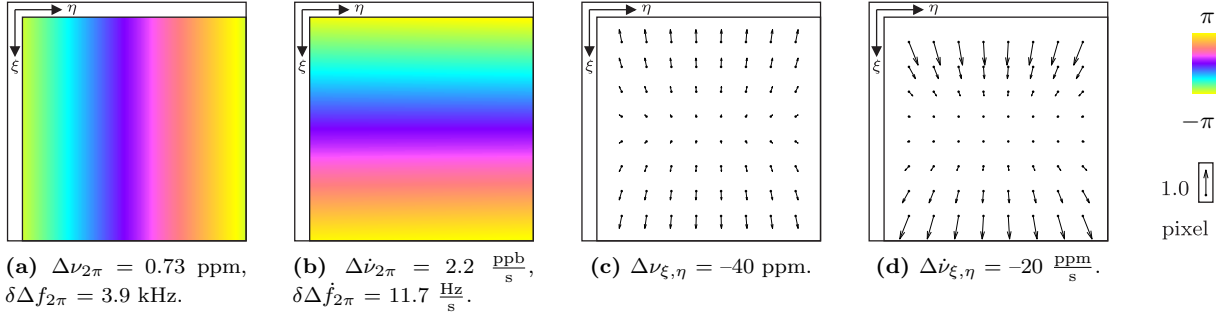 η
ξ
η
ξ
η
ξ
η
ξ
π
−π
1.0
pixel
(a) Δν₂π = 0.73 ppm,
δΔf₂π = 3.9 kHz.
(b) Δν̇₂π = 2.2 ppb/s,
δΔḟ₂π = 11.7 Hz/s.
(c) Δνξ,η = –40 ppm.
(d) Δν̇ξ,η = –20 ppm/s.